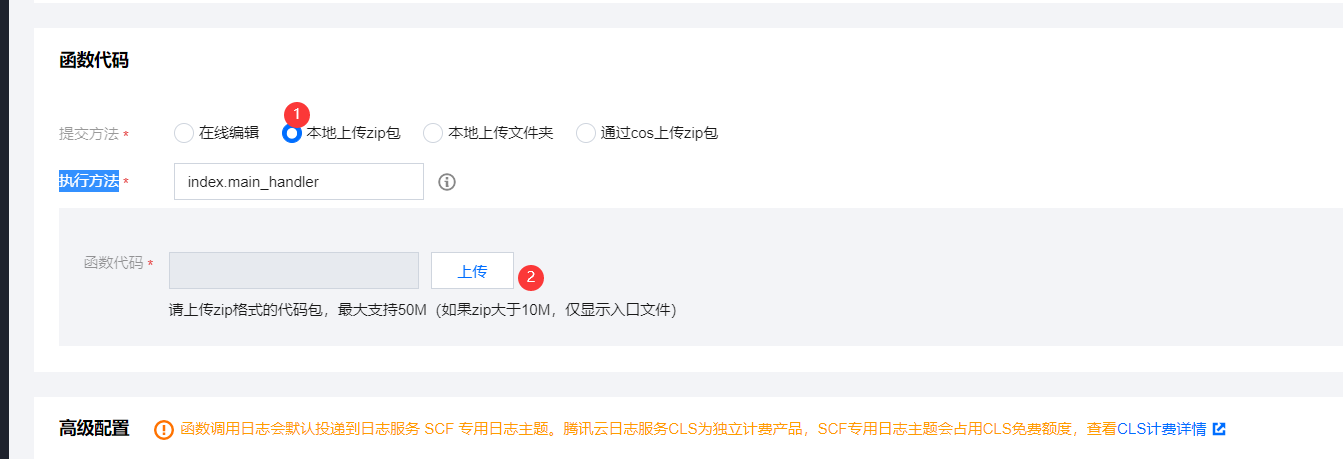 函数代码
1
提交方法 * 在线编辑 本地上传zip包 本地上传文件夹 通过cos上传zip包
执行方法 * index.main_handler
函数代码 * 上传 2
请上传zip格式的代码包，最大支持50M（如果zip大于10M，仅显示入口文件）
高级配置 函数调用日志会默认投递到日志服务 SCF 专用日志主题。腾讯云日志服务CLS为独立计费产品，SCF专用日志主题会占用CLS免费额度，查看CLS计费详情